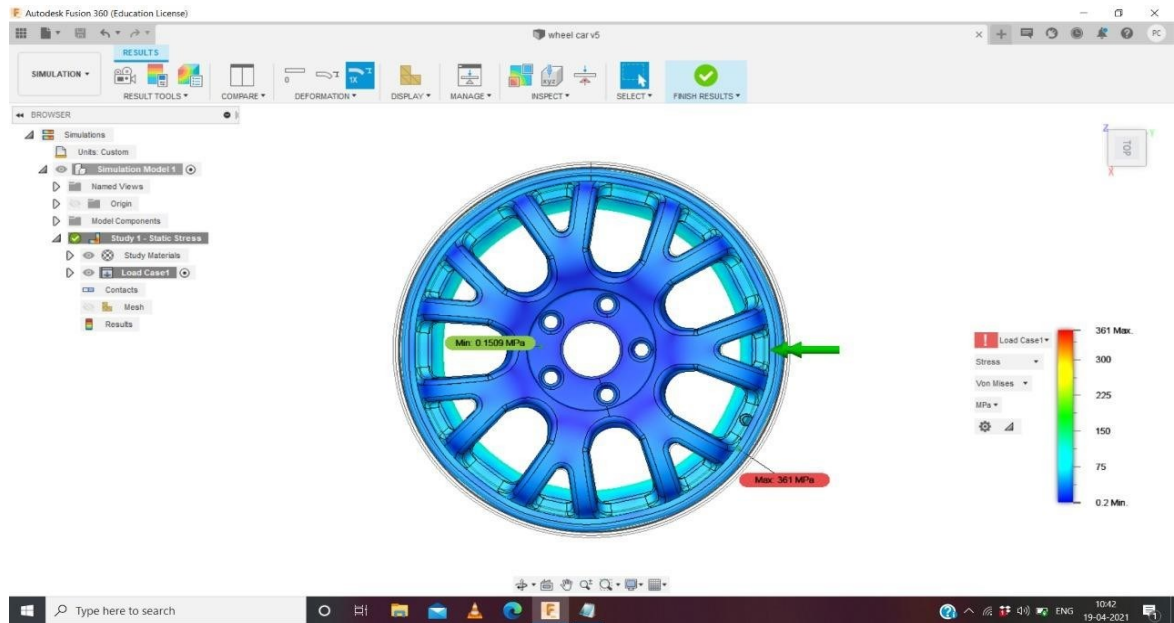 Autodesk Fusion 360 (Education License)
wheel car v5
PC
RESULTS
SIMULATION
RESULT TOOLS
COMPARE
DEFORMATION
DISPLAY
MANAGE
INSPECT
SELECT
FINISH RESULTS
0
1X
xyz
BROWSER
Simulations
Units: Custom
Simulation Model 1
Named Views
Origin
Model Components
Study 1 - Static Stress
Study Materials
Load Case1
Contacts
Mesh
Results
Z
Y
TOP
X
Min: 0.1509 MPa
Max: 361 MPa
Load Case1
Stress
Von Mises
MPa
361 Max.
300
225
150
75
0.2 Min.
Type here to search
ENG
10:42
19-04-2021